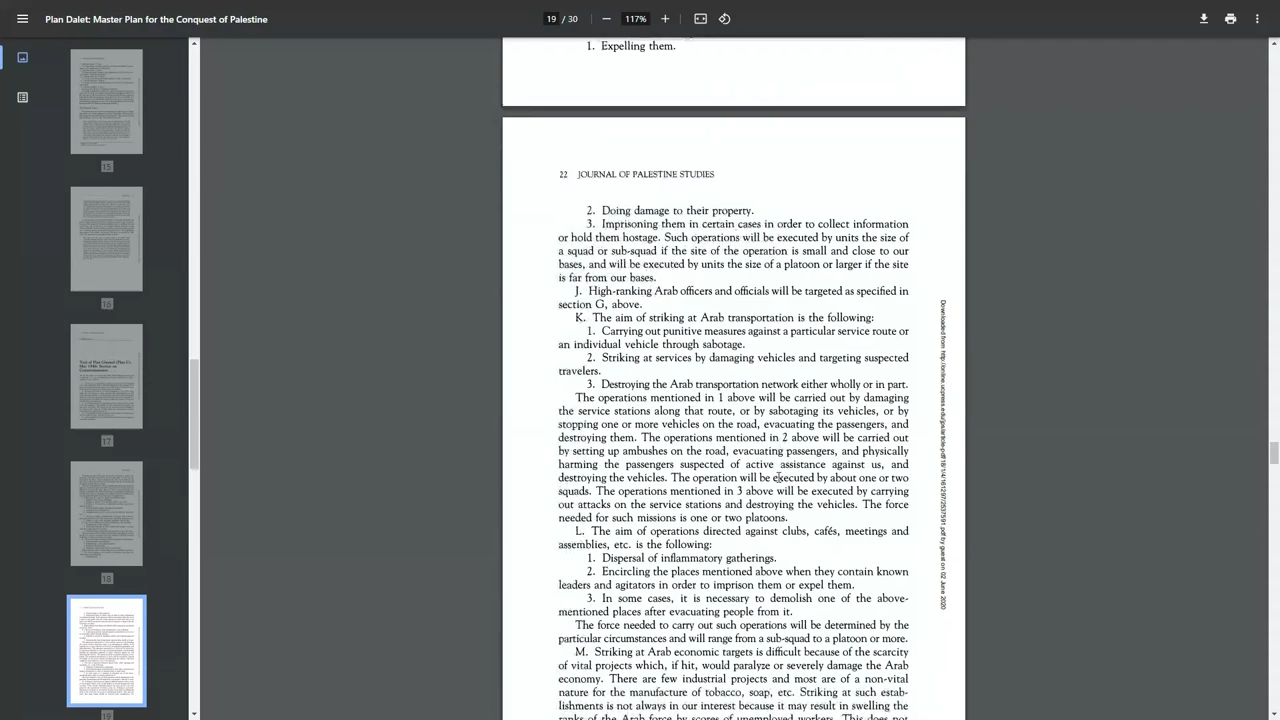 Plan Dalet: Master Plan for the Conquest of Palestine
19 / 30
117%
15
16
17
18
19
1. Expelling them.
22 JOURNAL OF PALESTINE STUDIES
2. Doing damage to their property.
3. Imprisoning them in certain cases in order to collect information
or hold them hostage. Such operations will be executed by units the size of
a squad or sub-squad if the site of the operation is small and close to our
bases, and will be executed by units the size of a platoon or larger if the site
is far from our bases.
J. High-ranking Arab officers and officials will be targeted as specified in
section G, above.
K. The aim of striking at Arab transportation is the following:
1. Carrying out punitive measures against a particular service route or
an individual vehicle through sabotage.
2. Striking at services by damaging vehicles and targeting suspected
travelers.
3. Destroying the Arab transportation network either wholly or in part.
The operations mentioned in 1 above will be carried out by damaging
the service stations along that route, or by sabotaging its vehicles, or by
stopping one or more vehicles on the road, evacuating the passengers, and
destroying them. The operations mentioned in 2 above will be carried out
by setting up ambushes on the road, evacuating passengers, and physically
harming the passengers suspected of active assistance against us, and
destroying the vehicles. The operation will be executed by about one or two
squads. The operations mentioned in 3 above will be executed by carrying
out attacks on the service stations and destroying the vehicles. The force
needed for such missions is one or two platoons.
L. The aim of operations directed against clubs, cafés, meetings and
assemblies, etc. is the following:
1. Dispersal of inflammatory gatherings.
2. Encircling the places mentioned above when they contain known
leaders and agitators in order to imprison them or expel them.
3. In some cases, it is necessary to demolish one of the above-
mentioned places after evacuating people from it.
The force needed to carry out such operations will be determined by the
particular circumstances and will range from a sub-squad to a platoon or more.
M. Striking at Arab economic targets is difficult because of the scarcity
of vital projects which, if hit, would paralyze or severely damage the Arab
economy. There are few industrial projects and most are of a non-vital
nature for the manufacture of tobacco, soap, etc. Striking at such estab-
lishments is not always in our interest because it may result in swelling the
ranks of the Arab force by scores of unemployed workers. This does not